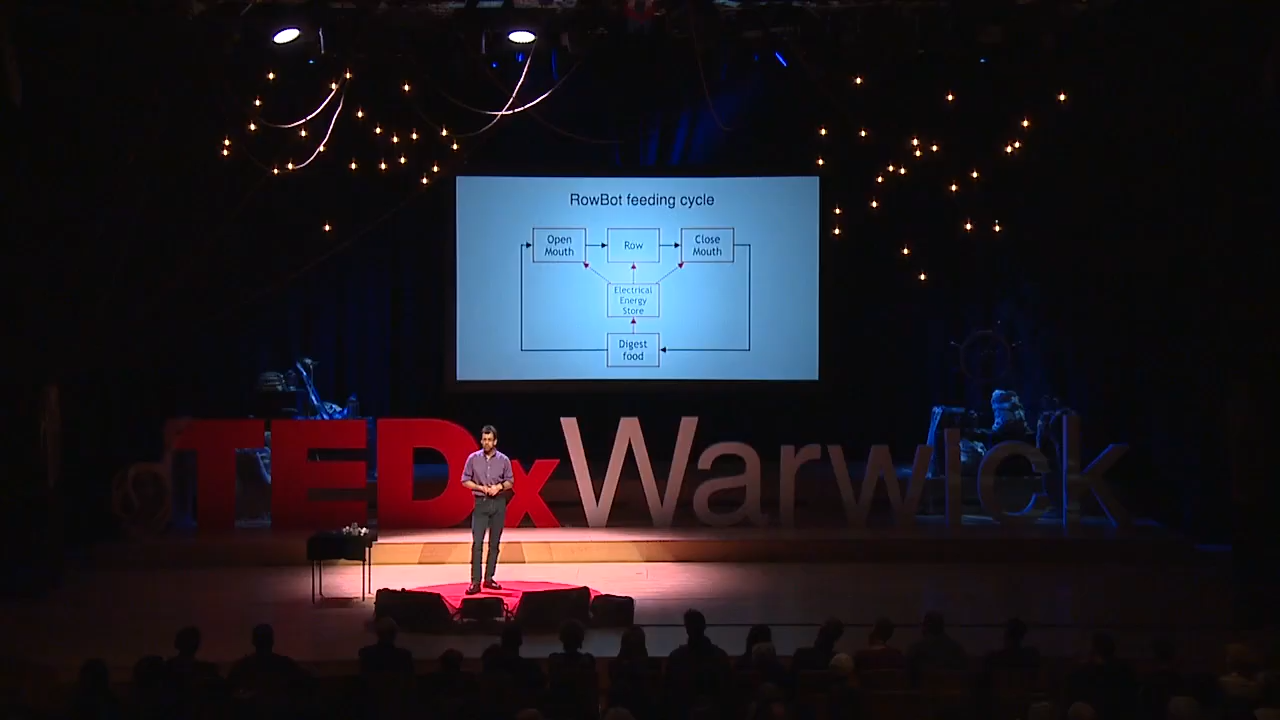 RowBot feeding cycle
Open
Mouth
Row
Close
Mouth
Electrical
Energy
Store
Digest
food
TEDxWarwick